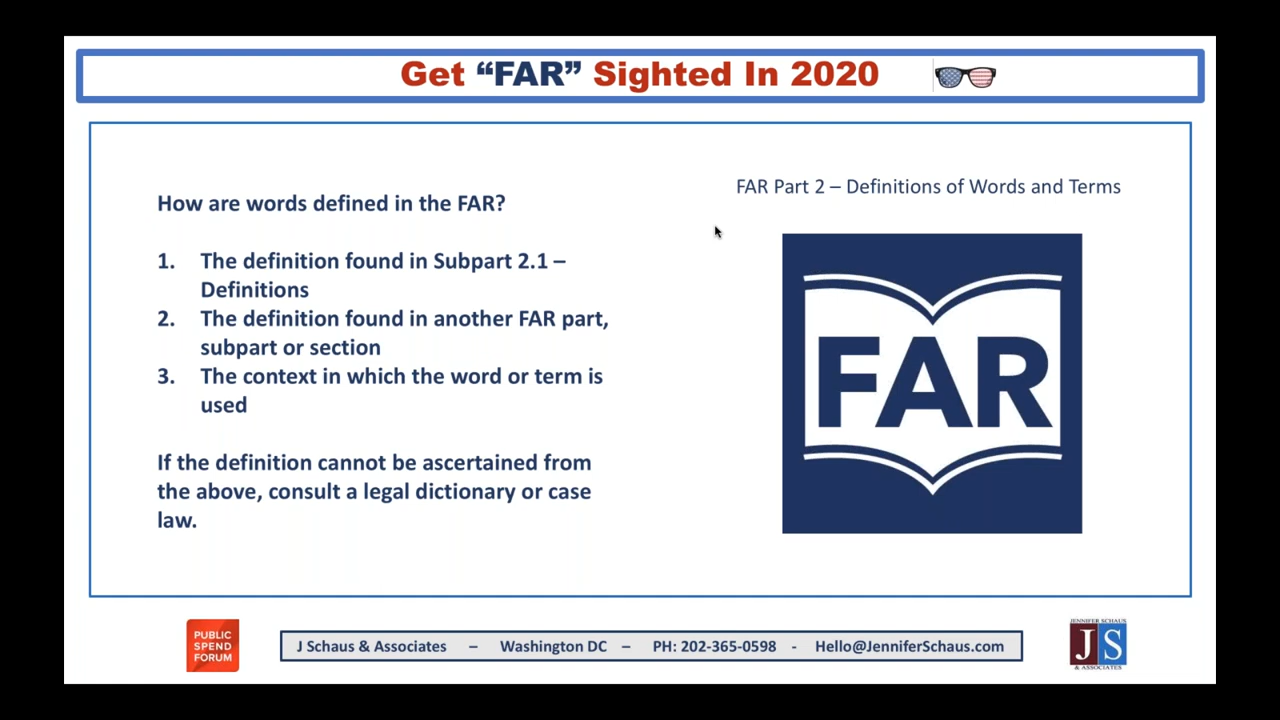 Get “FAR” Sighted In 2020
How are words defined in the FAR?
1. The definition found in Subpart 2.1 –
Definitions
2. The definition found in another FAR part,
subpart or section
3. The context in which the word or term is
used
If the definition cannot be ascertained from
the above, consult a legal dictionary or case
law.
FAR Part 2 – Definitions of Words and Terms
FAR
PUBLIC
SPEND
FORUM
J Schaus & Associates – Washington DC – PH: 202-365-0598 - Hello@JenniferSchaus.com
JENNIFER SCHAUS
JS
& ASSOCIATES